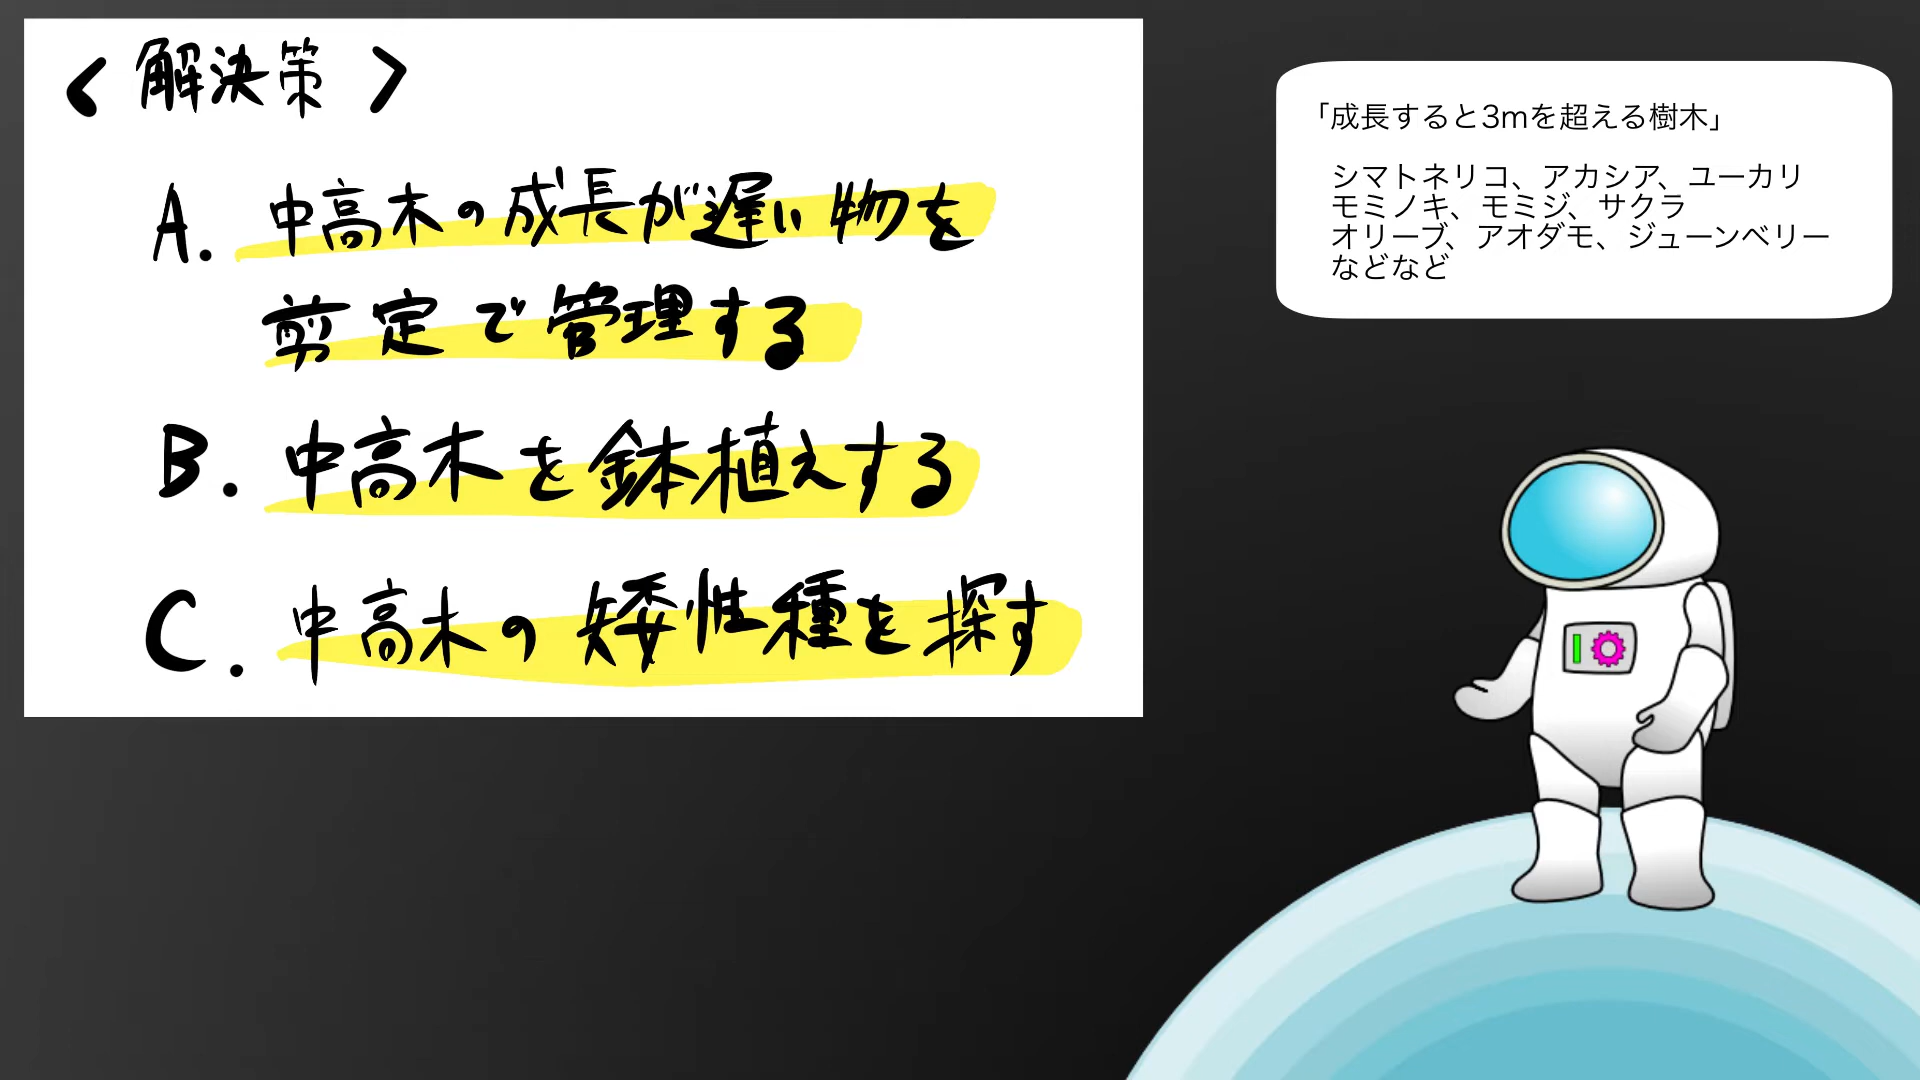 <解決策>
A. 中高木の成長が遅い物を
剪定で管理する
B. 中高木を鉢植えする
C. 中高木の矮性種を探す
「成長すると3mを超える樹木」
シマトネリコ、アカシア、ユーカリ
モミノキ、モミジ、サクラ
オリーブ、アオダモ、ジューンベリー
などなど